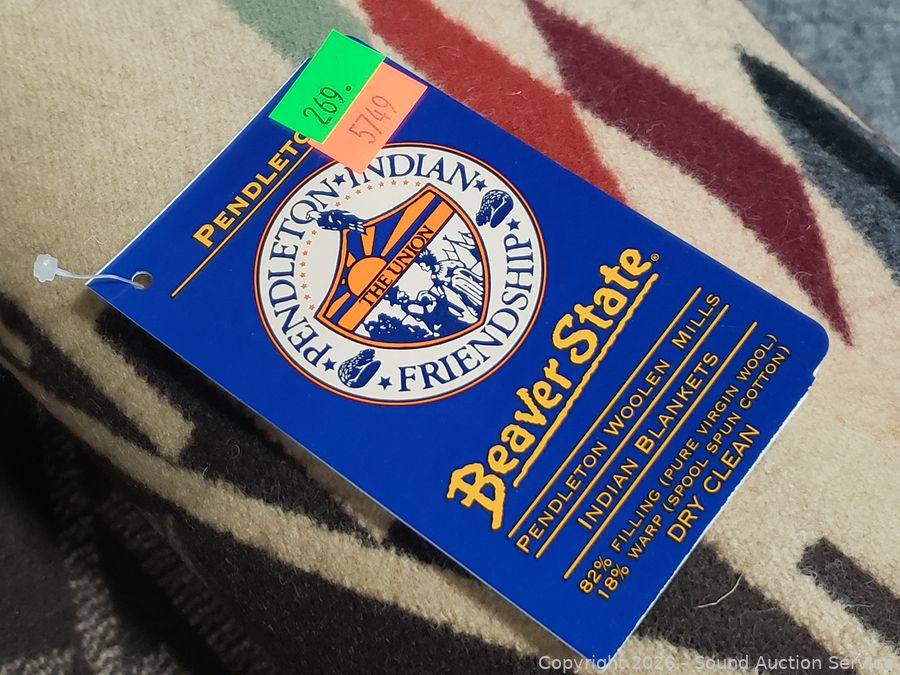 269.
5749
PENDLETO
PENDLETON★INDIAN★
★FRIENDSHIP★
THE UNION
Beaver State®
PENDLETON WOOLEN MILLS
INDIAN BLANKETS
82% FILLING (PURE VIRGIN WOOL)
18% WARP (SPOOL SPUN COTTON)
DRY CLEAN
Copyright 2026 - Sound Auction Service